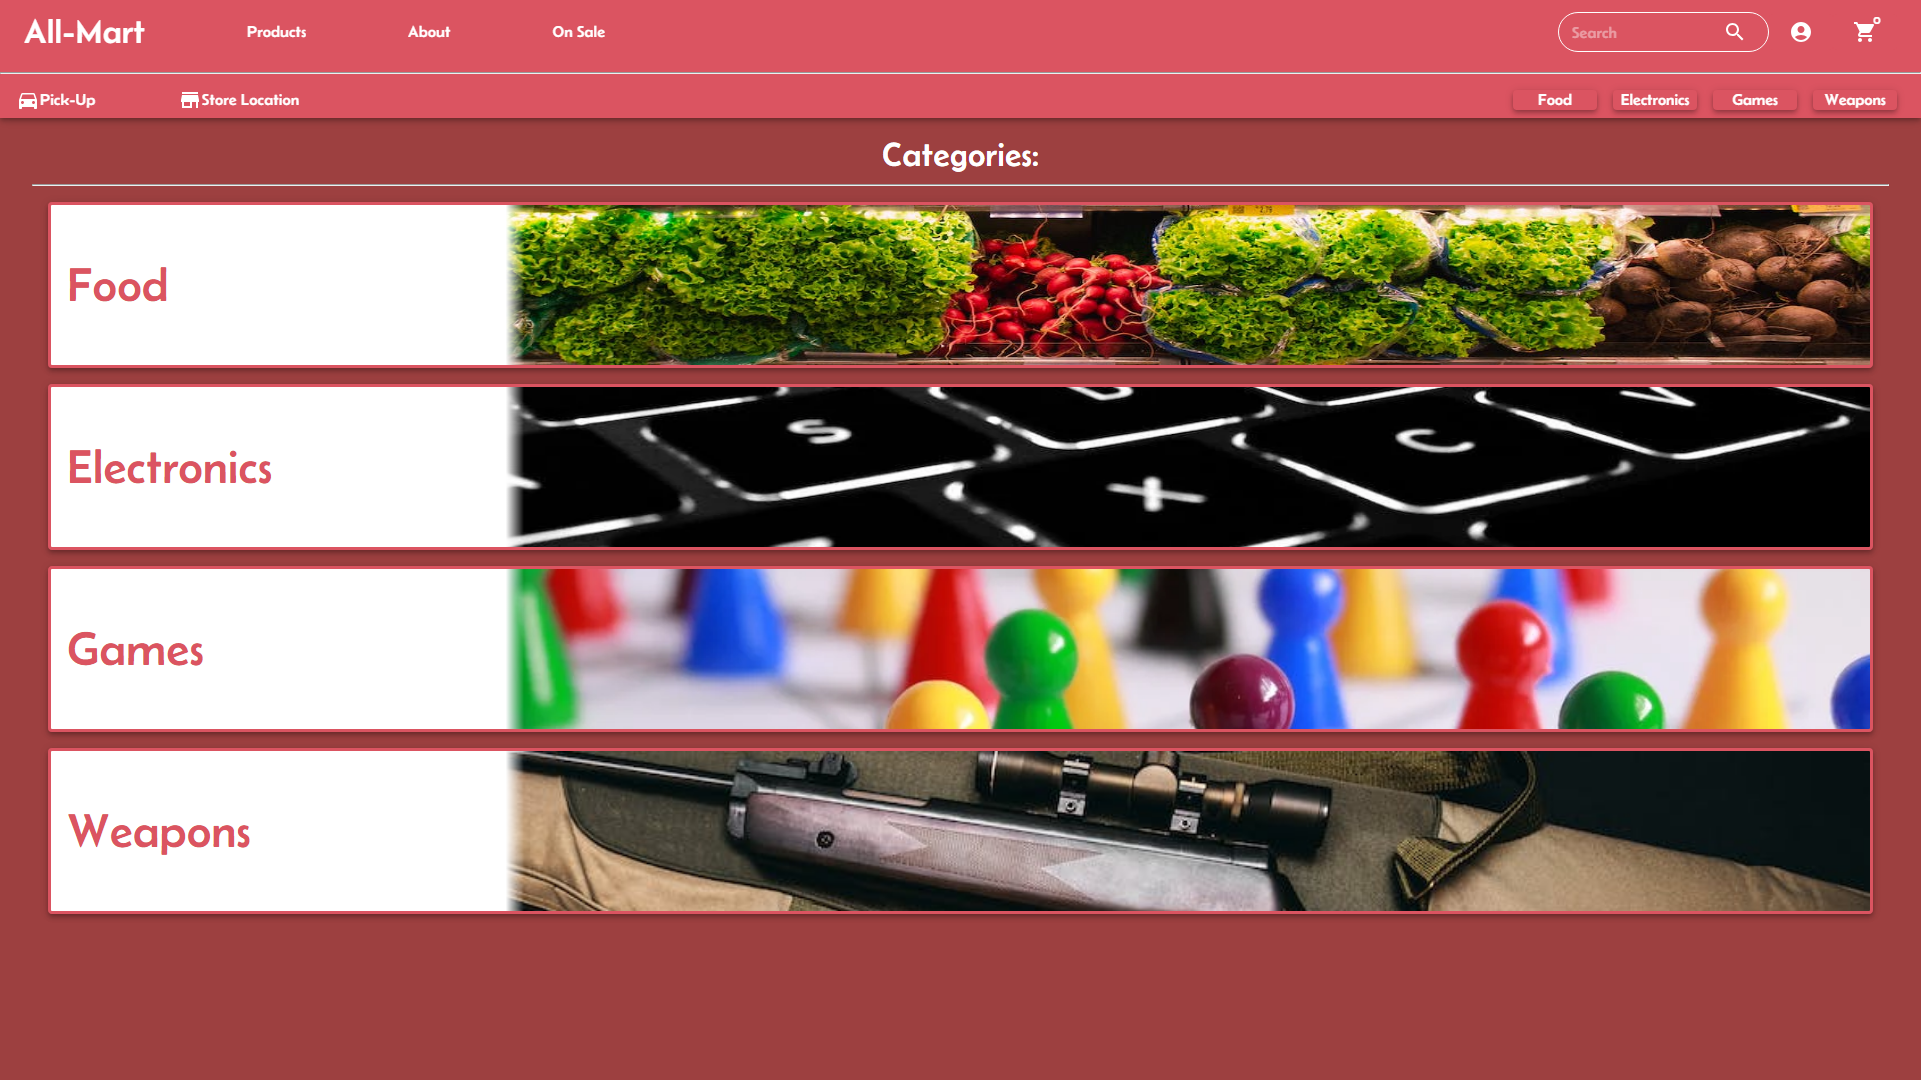 All-Mart Products About On Sale Search 0
Pick-Up Store Location Food Electronics Games Weapons
Categories:
Food
Electronics
S C V
X
Games
Weapons